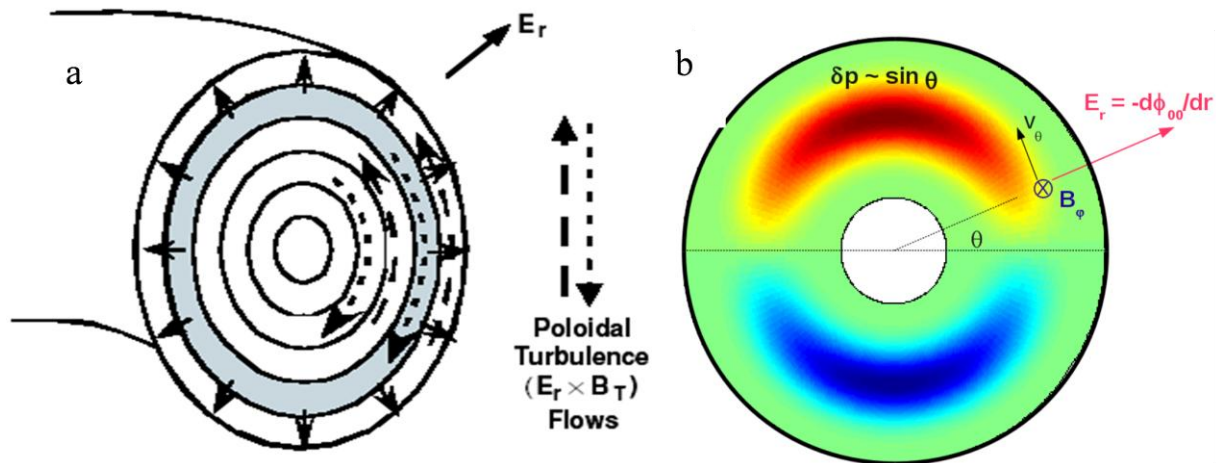 a
E_r
Poloidal
Turbulence
(E_r × B_T)
Flows
b
δp ~ sin θ
E_r = -dϕ_00/dr
v_θ
B_φ
θ